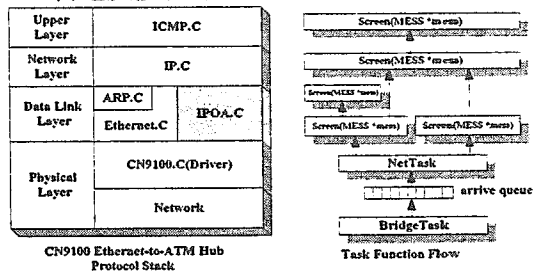 Upper Layer
ICMP.C
Network Layer
IP.C
Data Link Layer
ARP.C
Ethernet.C
IPOA.C
Physical Layer
CN9100.C(Driver)
Network
CN9100 Ethernet-to-ATM Hub
Protocol Stack
Screen(MESS *mess)
Screen(MESS *mess)
Screen(MESS *mess)
Screen(MESS *mess)
Screen(MESS *mess)
NetTask
arrive queue
BridgeTask
Task Function Flow